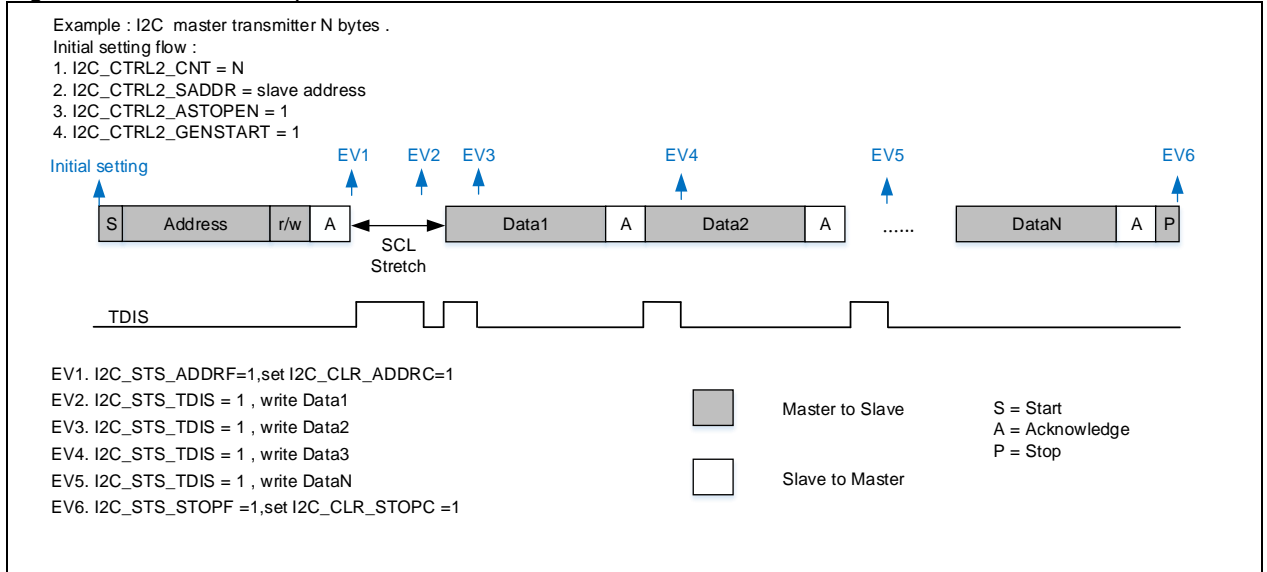 Example : I2C master transmitter N bytes .
Initial setting flow :
1. I2C_CTRL2_CNT = N
2. I2C_CTRL2_SADDR = slave address
3. I2C_CTRL2_ASTOPEN = 1
4. I2C_CTRL2_GENSTART = 1
Initial setting EV1 EV2 EV3 EV4 EV5 EV6
S Address r/w A Data1 A Data2 A ...... DataN A P
SCL
Stretch
TDIS
EV1. I2C_STS_ADDRF=1,set I2C_CLR_ADDRC=1
EV2. I2C_STS_TDIS = 1 , write Data1
EV3. I2C_STS_TDIS = 1 , write Data2
EV4. I2C_STS_TDIS = 1 , write Data3
EV5. I2C_STS_TDIS = 1 , write DataN
EV6. I2C_STS_STOPF =1,set I2C_CLR_STOPC =1
Master to Slave
Slave to Master
S = Start
A = Acknowledge
P = Stop